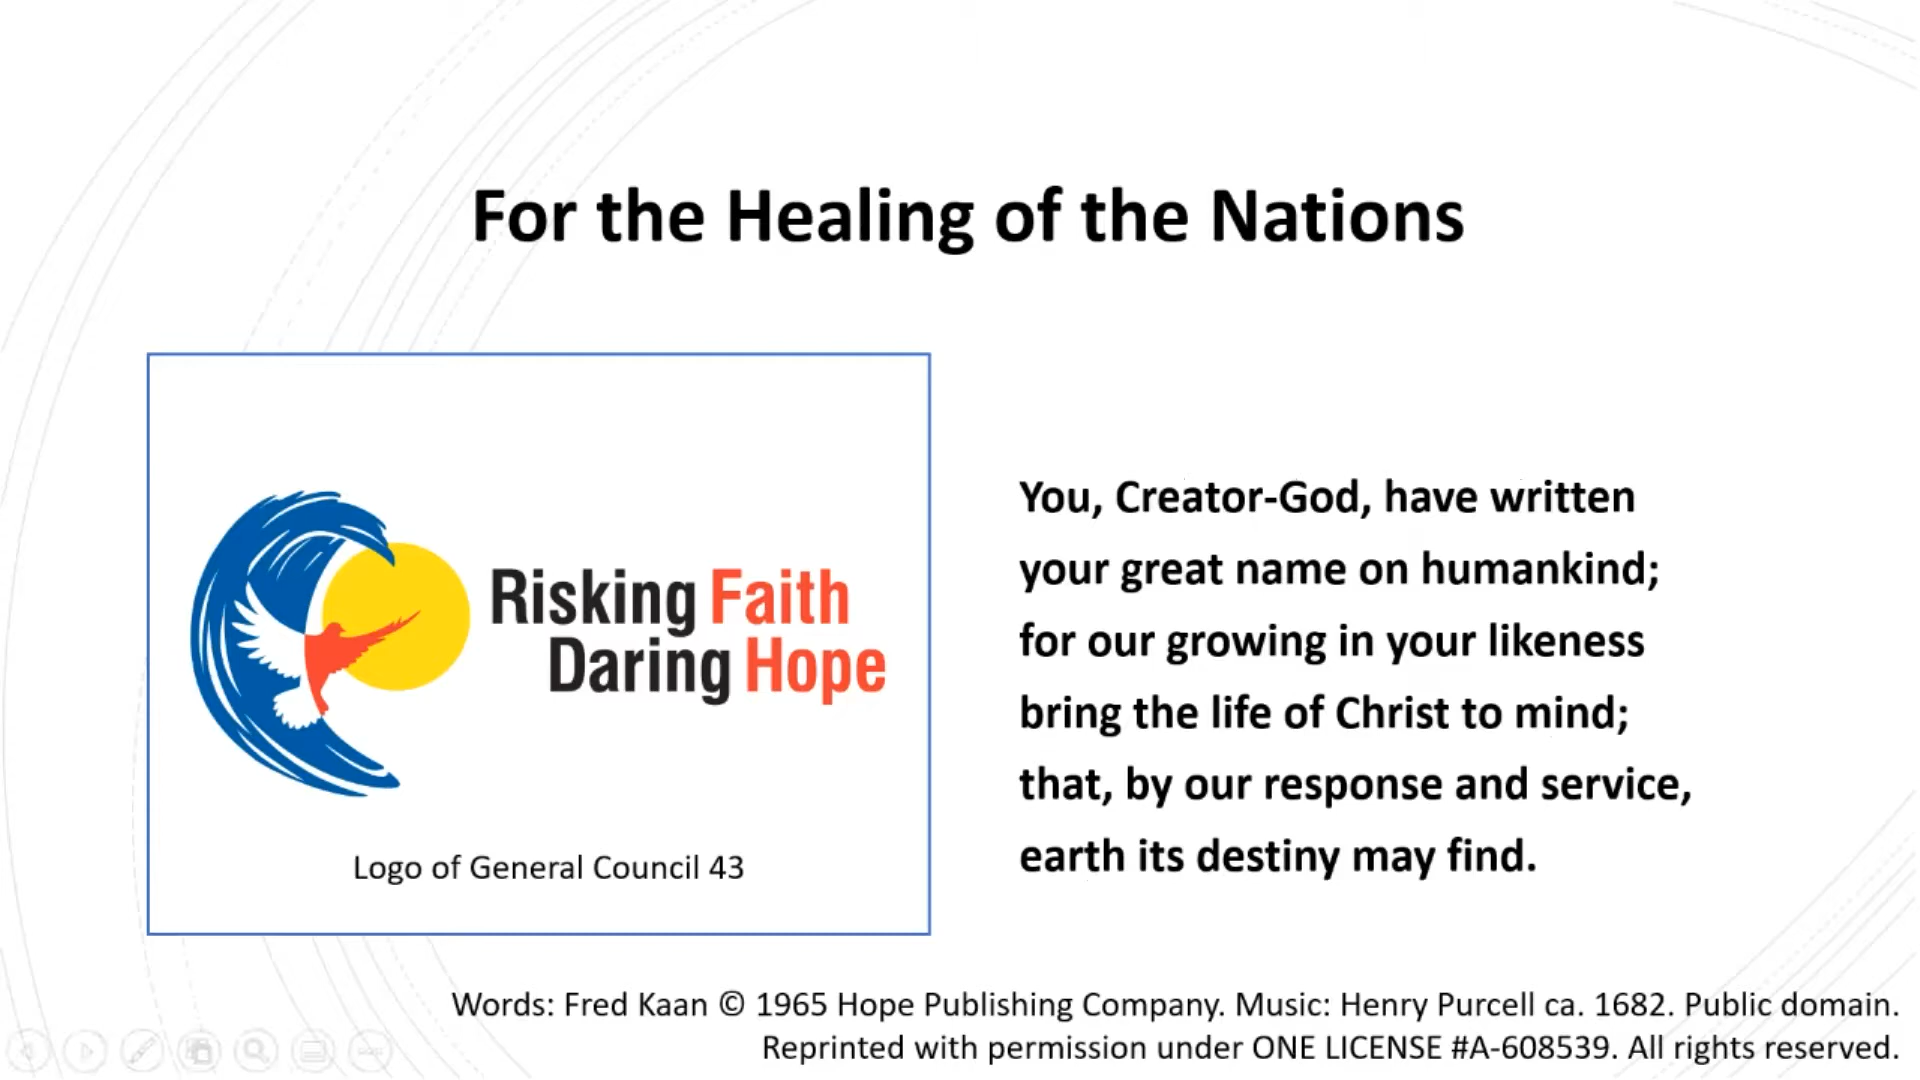 For the Healing of the Nations
Risking Faith
Daring Hope
Logo of General Council 43
You, Creator-God, have written
your great name on humankind;
for our growing in your likeness
bring the life of Christ to mind;
that, by our response and service,
earth its destiny may find.
Words: Fred Kaan © 1965 Hope Publishing Company. Music: Henry Purcell ca. 1682. Public domain.
Reprinted with permission under ONE LICENSE #A-608539. All rights reserved.